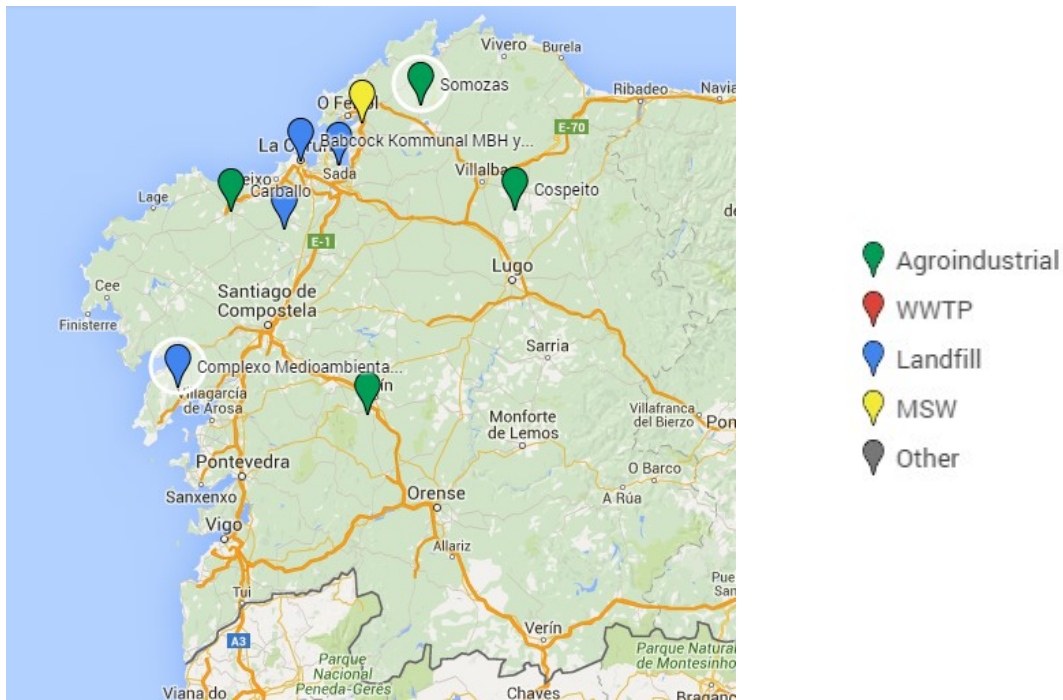 Vivero
Burela
Somozas
Ribadeo
Navia
O Ferrol
E-70
La Coruña
Babcock Kommunal MBH y...
Sada
Villalba
Carballo
Cospeito
Lage
E-1
Lugo
Cee
Santiago de
Compostela
Finisterre
Sarria
Complexo Medioambienta...
Villagarcía
de Arosa
Monforte
de Lemos
Villafranca
del Bierzo
Pontevedra
O Barco
Sanxenxo
A Rúa
Orense
Vigo
Allariz
Tui
Verín
A3
Parque
Nacional
Peneda-Gerês
Parque Natura
de Montesinho
Viana do
Chaves
Agroindustrial
WWTP
Landfill
MSW
Other